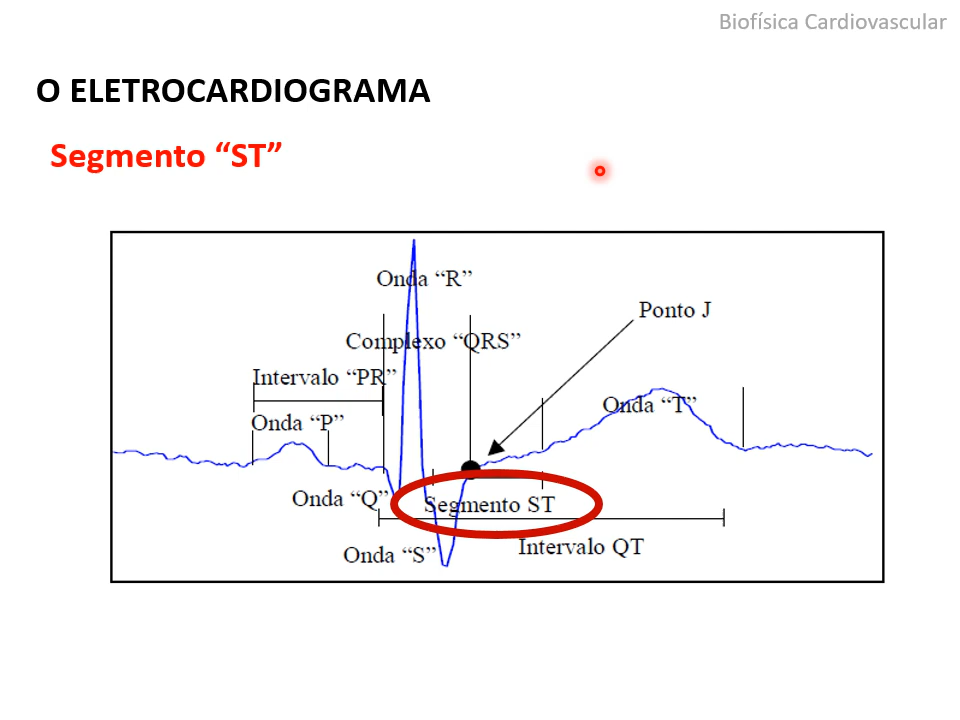 Biofísica Cardiovascular
O ELETROCARDIOGRAMA
Segmento “ST”
Onda “R”
Ponto J
Complexo “QRS”
Intervalo “PR”
Onda “T”
Onda “P”
Onda “Q”
Segmento ST
Intervalo QT
Onda “S”